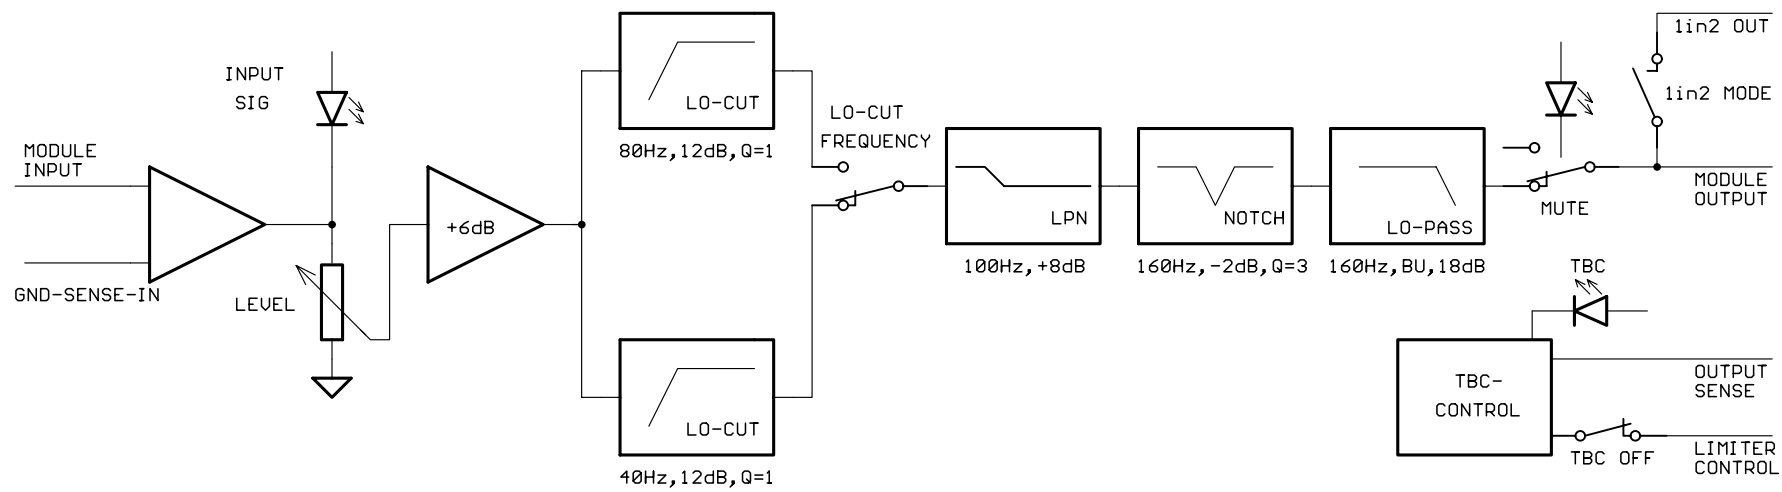 INPUT
SIG
MODULE
INPUT
GND-SENSE-IN
LEVEL
+6dB
LO-CUT
80Hz,12dB,Q=1
LO-CUT
40Hz,12dB,Q=1
LO-CUT
FREQUENCY
LPN
100Hz,+8dB
NOTCH
160Hz,-2dB,Q=3
LO-PASS
160Hz,BU,18dB
MUTE
1in2 OUT
1in2 MODE
MODULE
OUTPUT
TBC
TBC-
CONTROL
OUTPUT
SENSE
TBC OFF
LIMITER
CONTROL